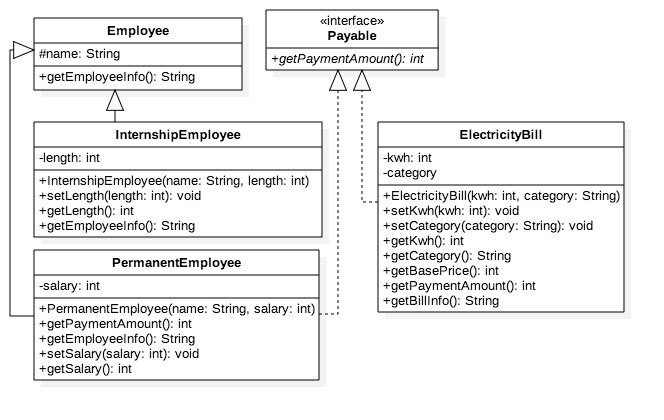 Employee
#name: String
+getEmployeeInfo(): String
«interface»
Payable
+getPaymentAmount(): int
InternshipEmployee
-length: int
+InternshipEmployee(name: String, length: int)
+setLength(length: int): void
+getLength(): int
+getEmployeeInfo(): String
ElectricityBill
-kwh: int
-category
+ElectricityBill(kwh: int, category: String)
+setKwh(kwh: int): void
+setCategory(category: String): void
+getKwh(): int
+getCategory(): String
+getBasePrice(): int
+getPaymentAmount(): int
+getBillInfo(): String
PermanentEmployee
-salary: int
+PermanentEmployee(name: String, salary: int)
+getPaymentAmount(): int
+getEmployeeInfo(): String
+setSalary(salary: int): void
+getSalary(): int